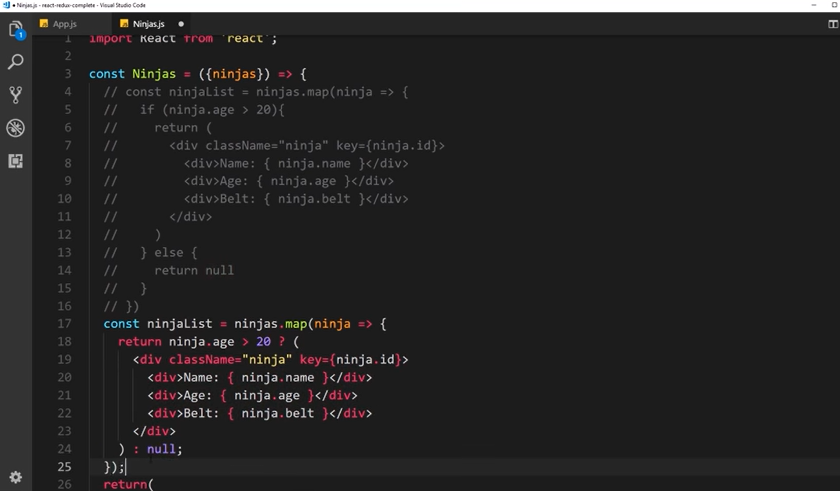 • Ninjas.js - react-redux-complete - Visual Studio Code
JS App.js JS Ninjas.js ●
1 import React from 'react';
2
3 const Ninjas = ({ninjas}) => {
4 // const ninjaList = ninjas.map(ninja => {
5 // if (ninja.age > 20){
6 // return (
7 // <div className="ninja" key={ninja.id}>
8 // <div>Name: { ninja.name }</div>
9 // <div>Age: { ninja.age }</div>
10 // <div>Belt: { ninja.belt }</div>
11 // </div>
12 // )
13 // } else {
14 // return null
15 // }
16 // })
17 const ninjaList = ninjas.map(ninja => {
18 return ninja.age > 20 ? (
19 <div className="ninja" key={ninja.id}>
20 <div>Name: { ninja.name }</div>
21 <div>Age: { ninja.age }</div>
22 <div>Belt: { ninja.belt }</div>
23 </div>
24 ) : null;
25 });
26 return(
1